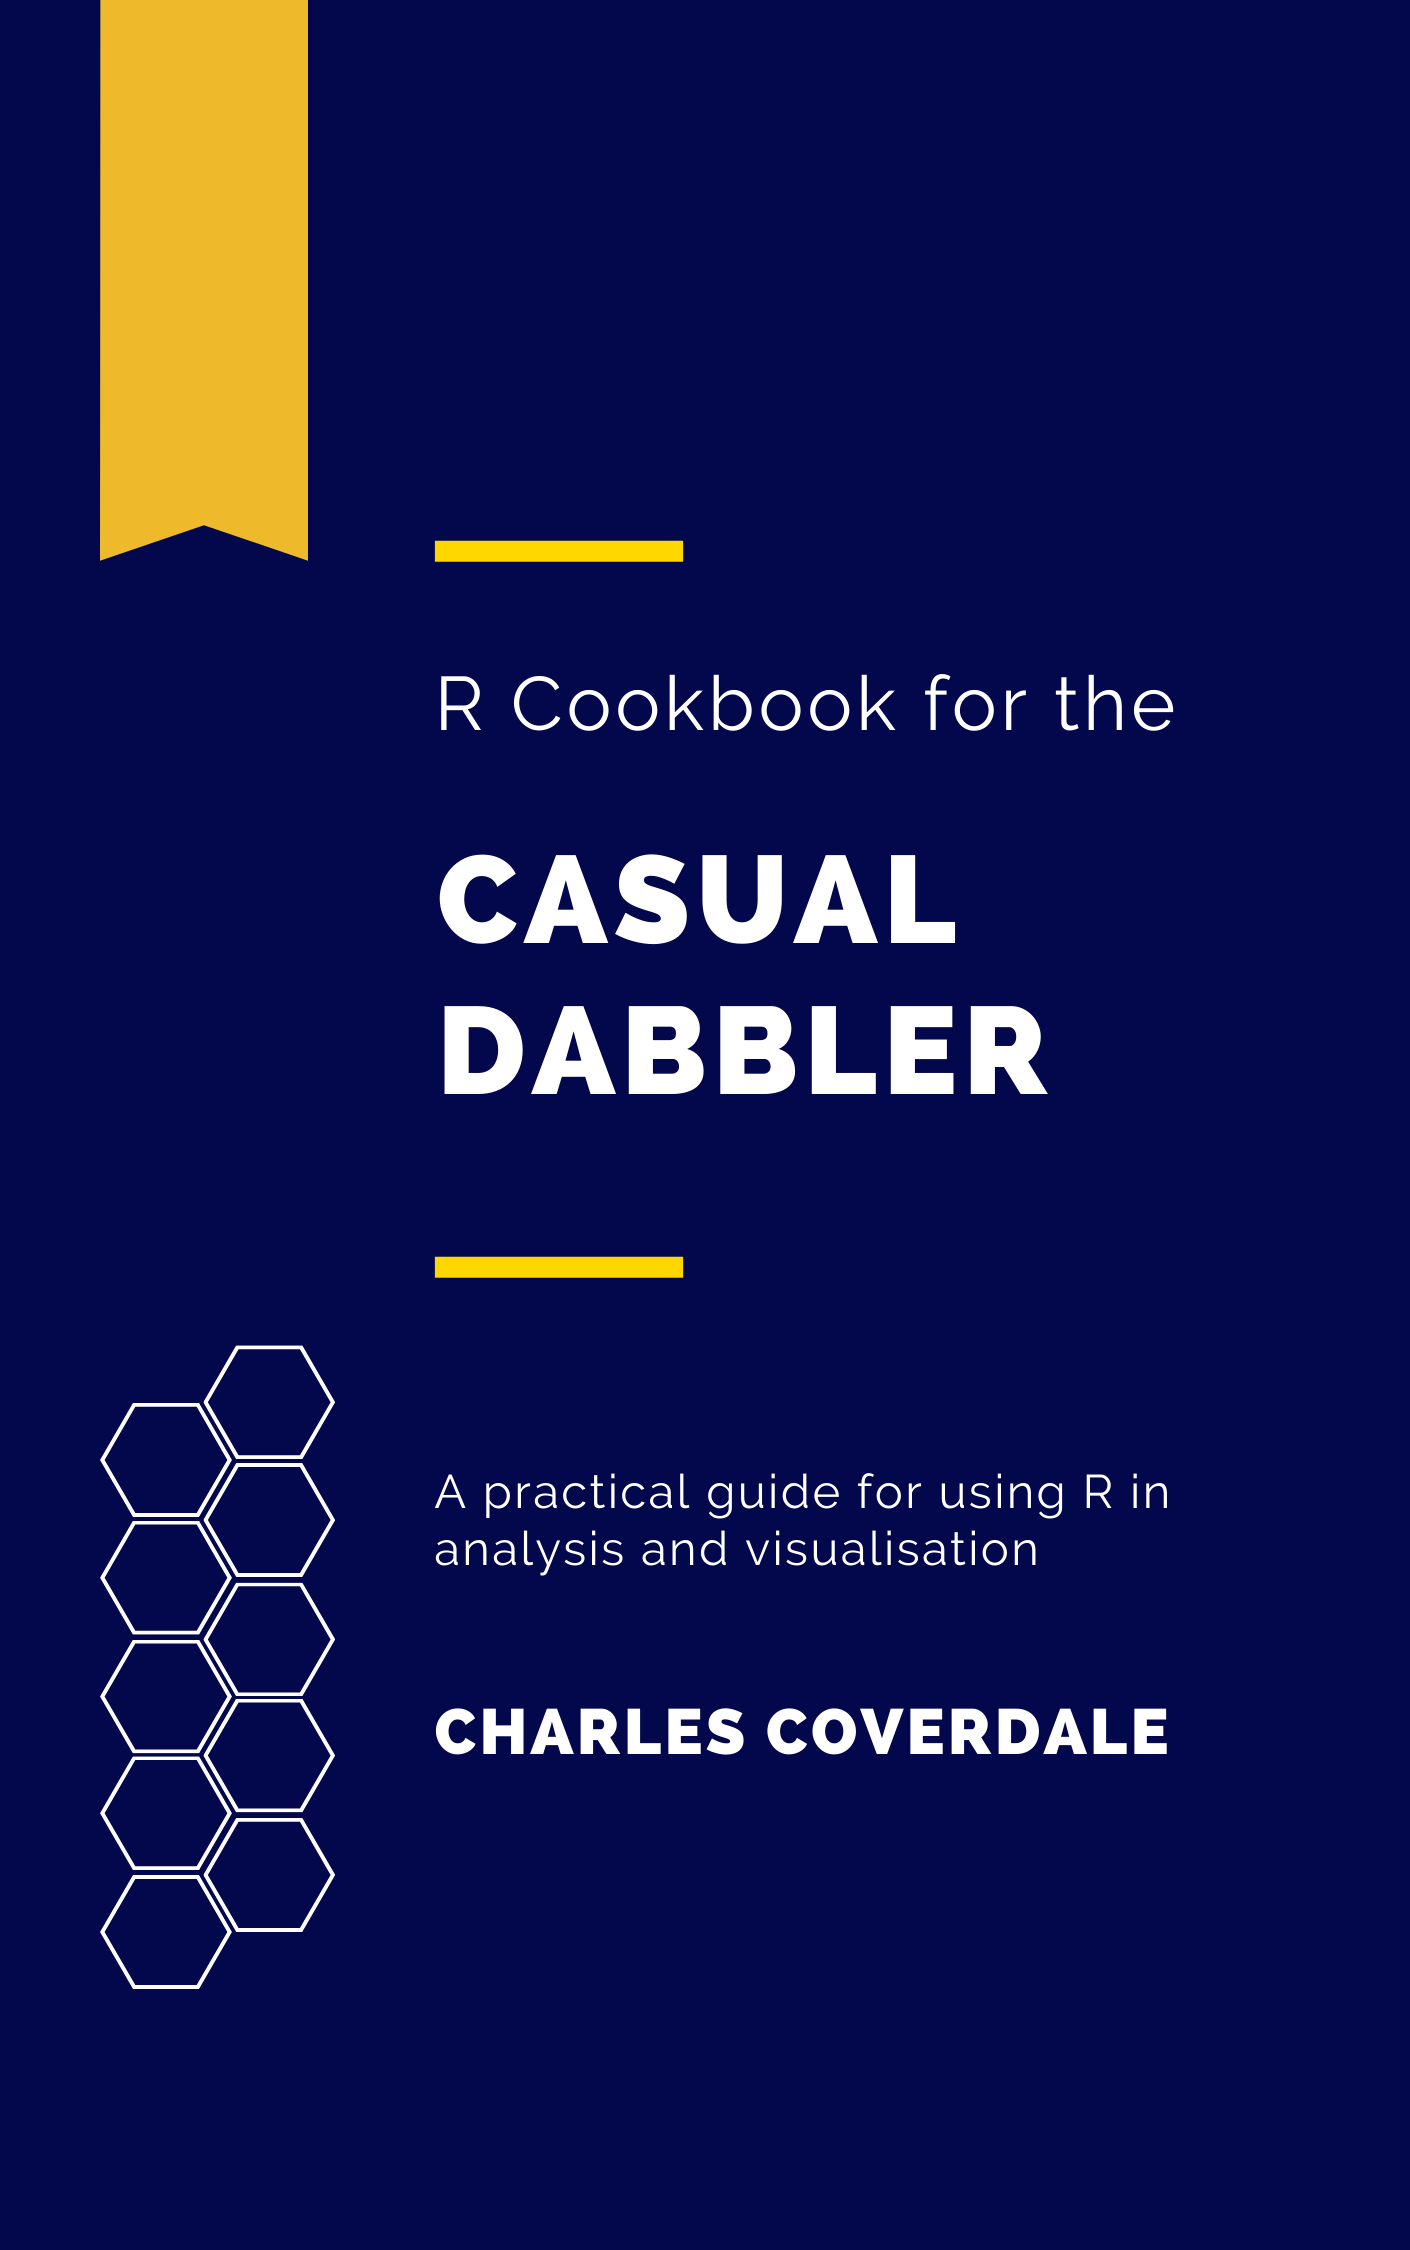 R Cookbook for the
CASUAL
DABBLER
A practical guide for using R in
analysis and visualisation
CHARLES COVERDALE